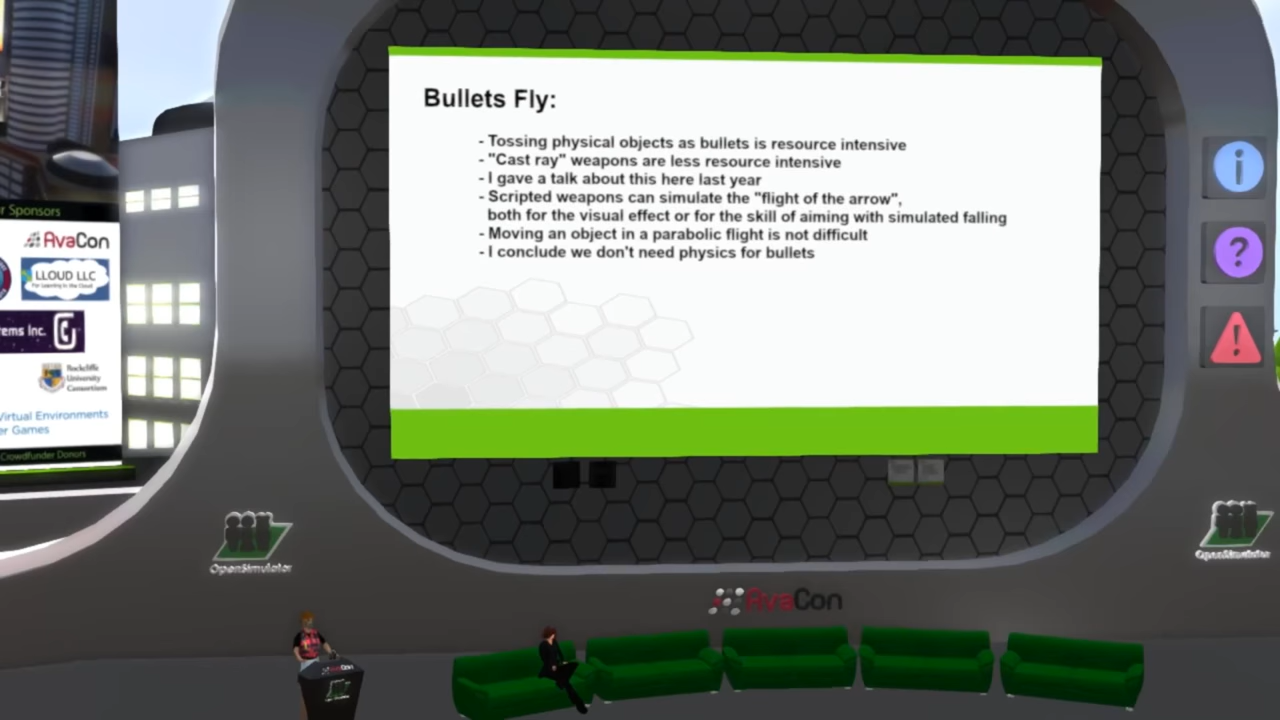 Bullets Fly:
- Tossing physical objects as bullets is resource intensive
- "Cast ray" weapons are less resource intensive
- I gave a talk about this here last year
- Scripted weapons can simulate the "flight of the arrow",
both for the visual effect or for the skill of aiming with simulated falling
- Moving an object in a parabolic flight is not difficult
- I conclude we don't need physics for bullets
Sponsors
AvaCon
LLOUD LLC
For Learning in the Cloud
Inc.
Rockcliffe
University
Consortium
Virtual Environments
Games
Crowdfunder Donors
OpenSimulator
OpenSimulator
AvaCon
AvaCon